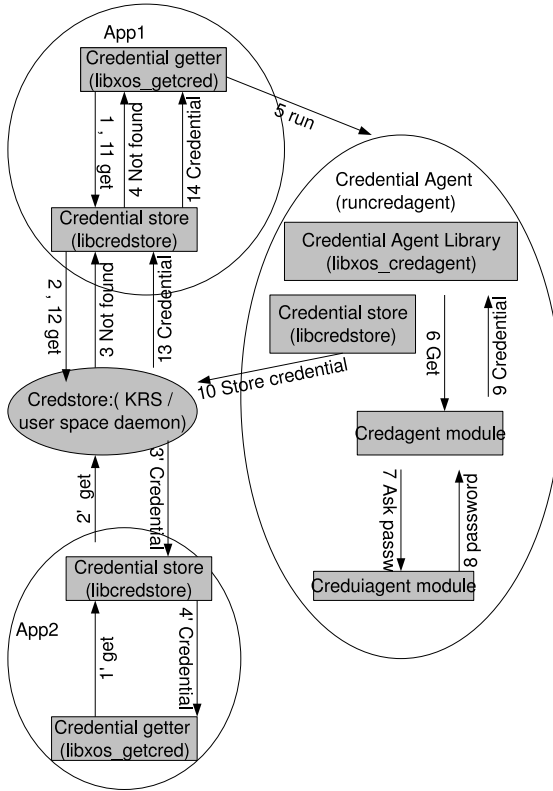 App1
Credential getter
(libxos_getcred)
1 , 11 get
4 Not found
14 Credential
5 run
Credential store
(libcredstore)
2 , 12 get
3 Not found
13 Credential
Credential Agent
(runcredagent)
Credential Agent Library
(libxos_credagent)
Credential store
(libcredstore)
6 Get
9 Credential
10 Store credential
Credstore:( KRS /
user space daemon)
Credagent module
7 Ask passw
8 password
Creduiagent module
2' get
3' Credential
Credential store
(libcredstore)
App2
1' get
4' Credential
Credential getter
(libxos_getcred)